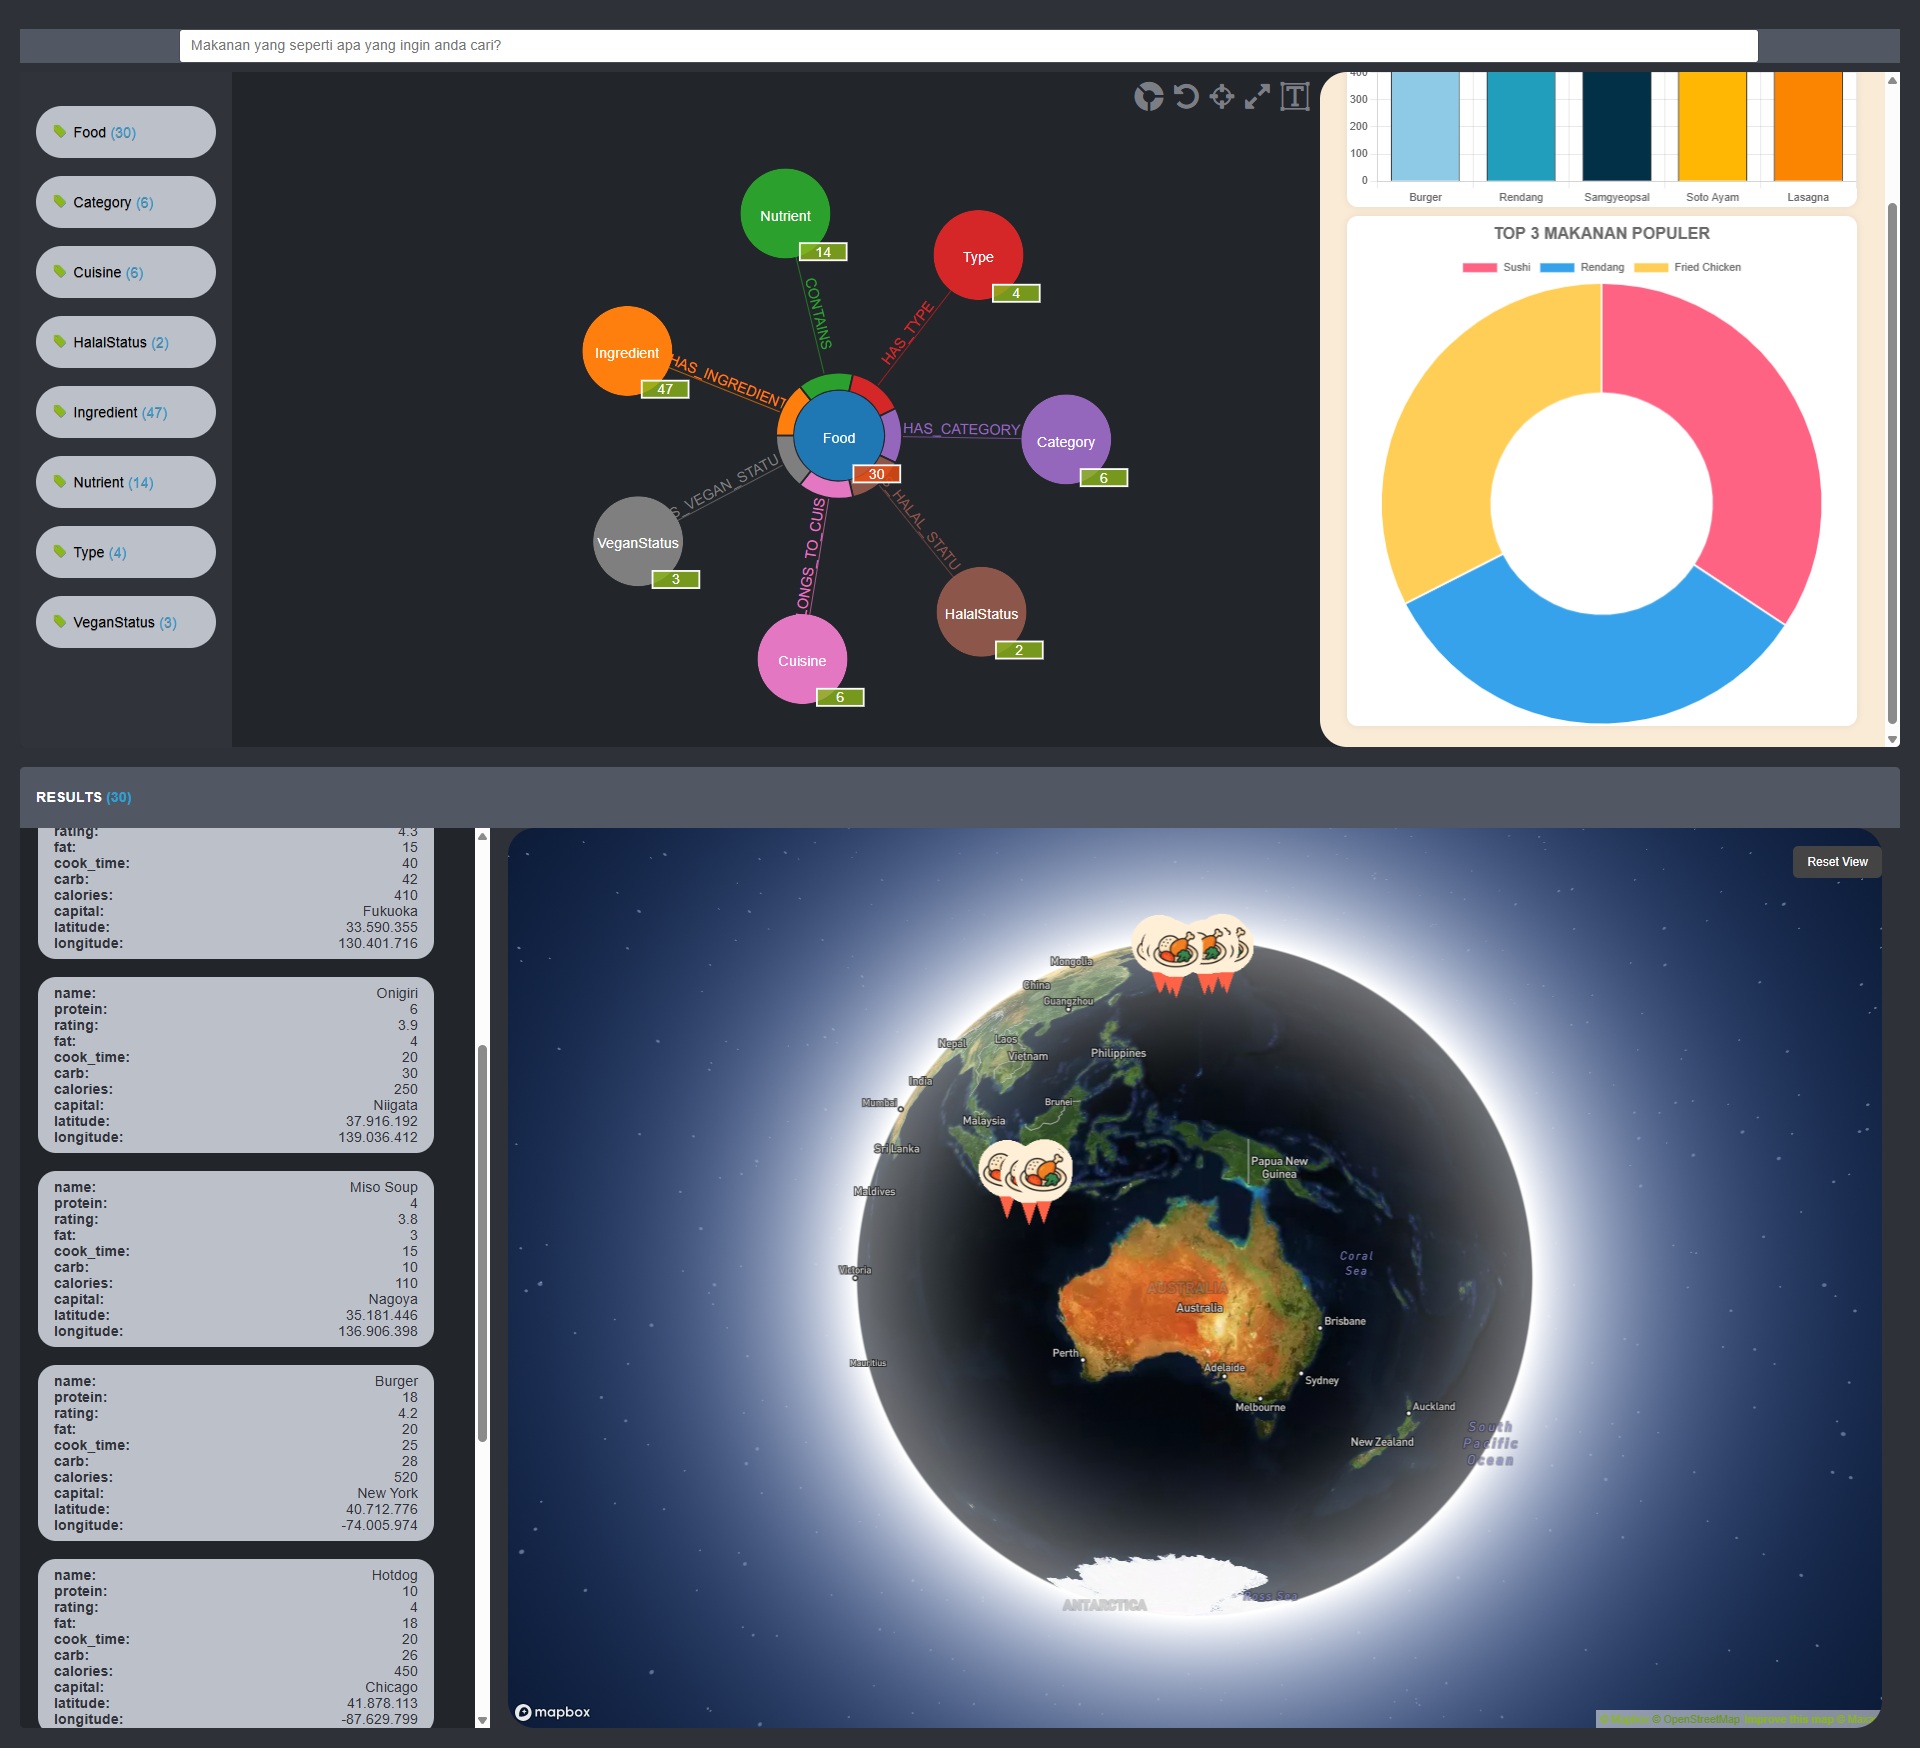 Makanan yang seperti apa yang ingin anda cari?
Food (30)
Category (6)
Cuisine (6)
HalalStatus (2)
Ingredient (47)
Nutrient (14)
Type (4)
VeganStatus (3)
Nutrient
14
Type
4
CONTAINS
HAS_TYPE
Ingredient
47
HAS_INGREDIENT
Food
30
HAS_CATEGORY
Category
6
S_VEGAN_STATU
VeganStatus
3
LONGS_TO_CUIS
HALAL_STATU
HalalStatus
2
Cuisine
6
400
300
200
100
0
Burger Rendang Samgyeopsal Soto Ayam Lasagna
TOP 3 MAKANAN POPULER
Sushi Rendang Fried Chicken
RESULTS (30)
rating: 4.3
fat: 15
cook_time: 40
carb: 42
calories: 410
capital: Fukuoka
latitude: 33.590.355
longitude: 130.401.716
name: Onigiri
protein: 6
rating: 3.9
fat: 4
cook_time: 20
carb: 30
calories: 250
capital: Niigata
latitude: 37.916.192
longitude: 139.036.412
name: Miso Soup
protein: 4
rating: 3.8
fat: 3
cook_time: 15
carb: 10
calories: 110
capital: Nagoya
latitude: 35.181.446
longitude: 136.906.398
name: Burger
protein: 18
rating: 4.2
fat: 20
cook_time: 25
carb: 28
calories: 520
capital: New York
latitude: 40.712.776
longitude: -74.005.974
name: Hotdog
protein: 10
rating: 4
fat: 18
cook_time: 20
carb: 26
calories: 450
capital: Chicago
latitude: 41.878.113
longitude: -87.629.799
Reset View
Mongolia
China
Guangzhou
Nepal
Laos
Vietnam
Philippines
India
Mumbai
Brunei
Malaysia
Sri Lanka
Papua New
Guinea
Maldives
Coral
Sea
Victoria
AUSTRALIA
Australia
Brisbane
Perth
Mauritius
Adelaide
Sydney
Melbourne
Auckland
New Zealand
South
Pacific
Ocean
Ross Sea
ANTARCTICA
mapbox
© Mapbox © OpenStreetMap Improve this map © Maxar